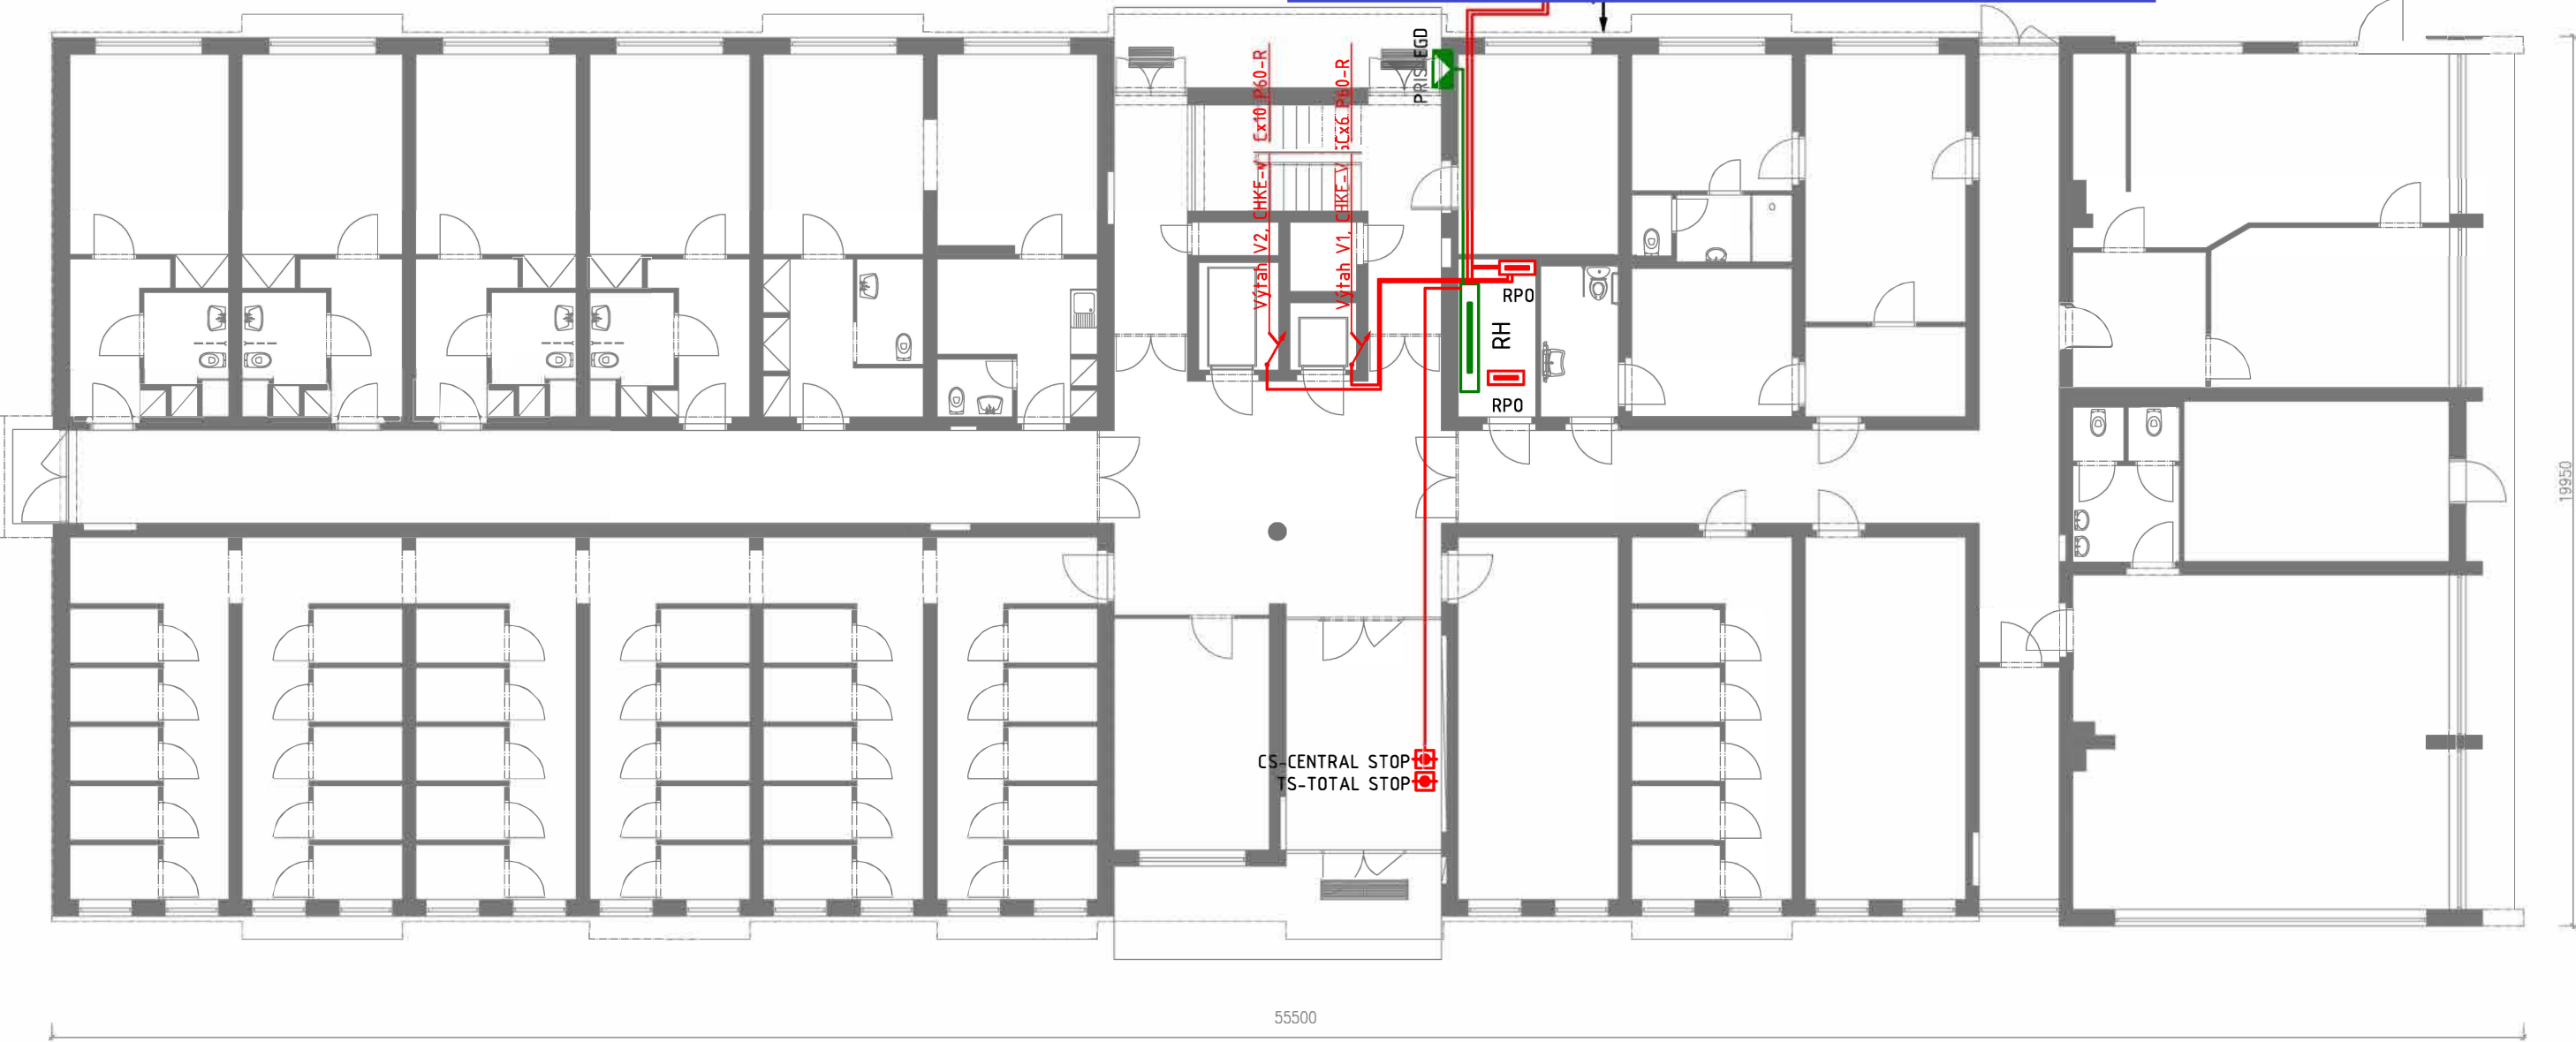 PRIS EGD
Výtah V2, CHKE-V
Cx10 P60-R
Výtah V1, CHKE-V
5Cx6 P60-R
RPO
RH
RPO
CS-CENTRAL STOP
TS-TOTAL STOP
19950
55500